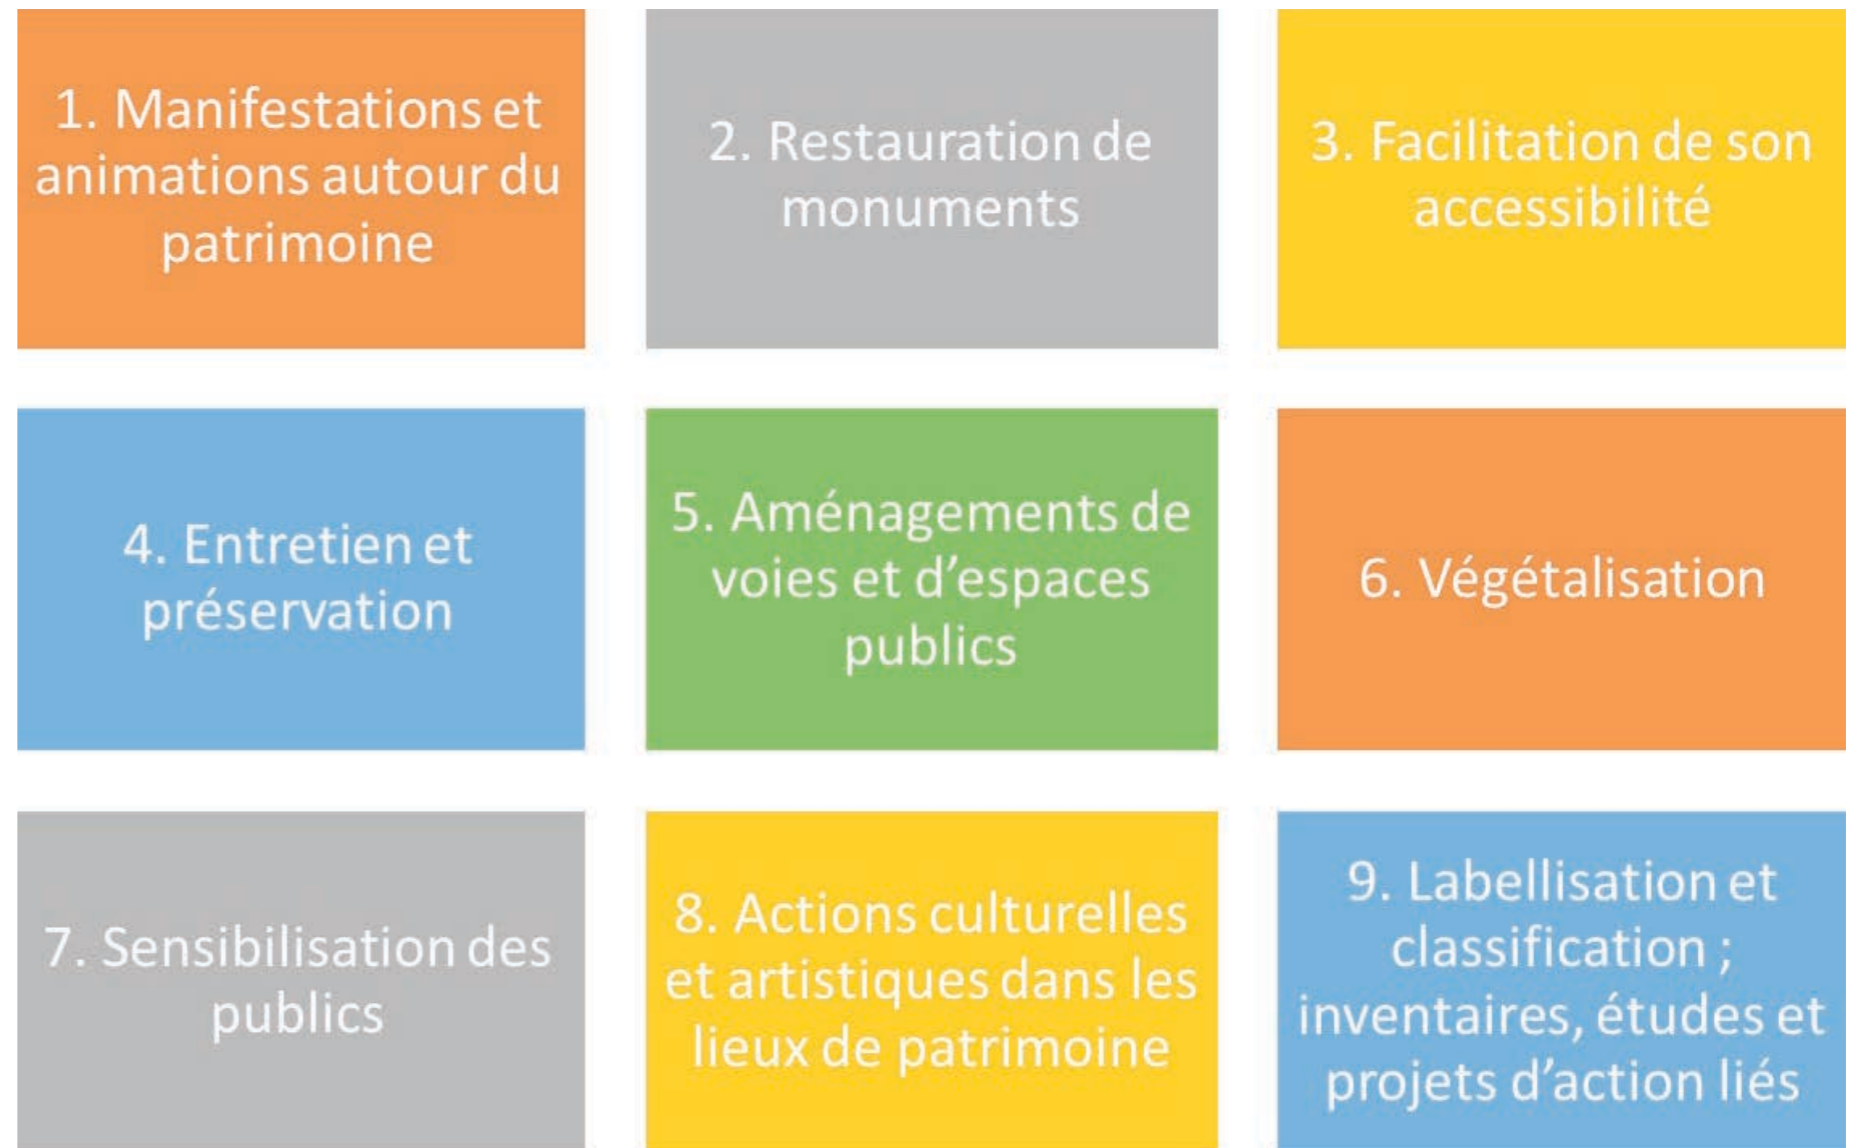 1. Manifestations et
animations autour du
patrimoine
2. Restauration de
monuments
3. Facilitation de son
accessibilité
4. Entretien et
préservation
5. Aménagements de
voies et d’espaces
publics
6. Végétalisation
7. Sensibilisation des
publics
8. Actions culturelles
et artistiques dans les
lieux de patrimoine
9. Labellisation et
classification ;
inventaires, études et
projets d’action liés